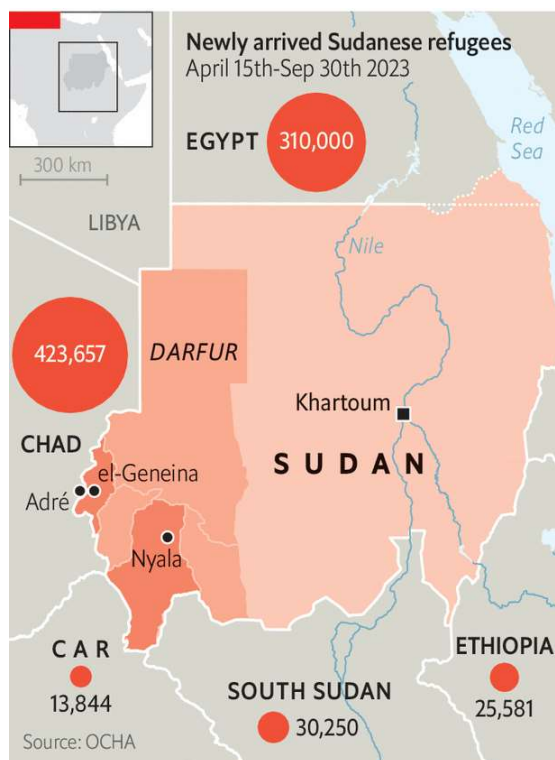 Newly arrived Sudanese refugees
April 15th-Sep 30th 2023
EGYPT
310,000
Red
Sea
300 km
LIBYA
Nile
423,657
DARFUR
Khartoum
CHAD
SUDAN
el-Geneina
Adré
Nyala
CAR
13,844
ETHIOPIA
25,581
SOUTH SUDAN
30,250
Source: OCHA